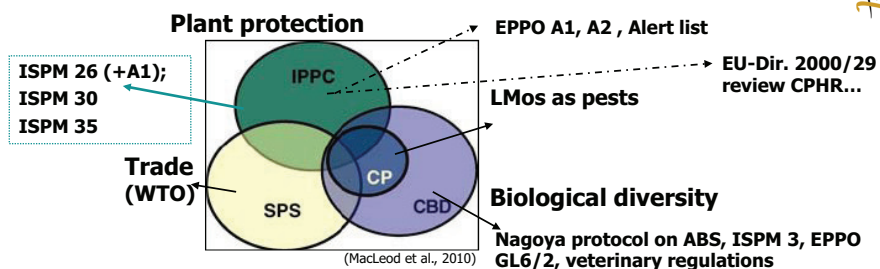 Plant protection
EPPO A1, A2 , Alert list
IPPC
EU-Dir. 2000/29
review CPHR...
ISPM 26 (+A1);
ISPM 30
ISPM 35
LMos as pests
Trade
(WTO)
CP
SPS
CBD
Biological diversity
(MacLeod et al., 2010)
Nagoya protocol on ABS, ISPM 3, EPPO
GL6/2, veterinary regulations